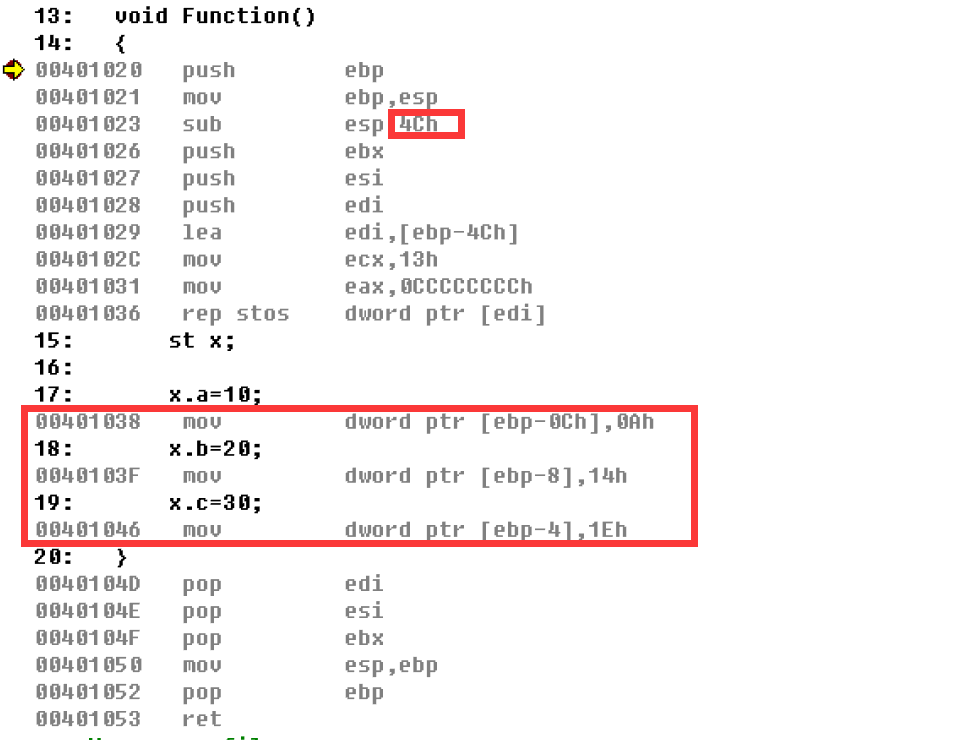 13:   void Function()
14:   {
00401020   push        ebp
00401021   mov         ebp,esp
00401023   sub         esp,4Ch
00401026   push        ebx
00401027   push        esi
00401028   push        edi
00401029   lea         edi,[ebp-4Ch]
0040102C   mov         ecx,13h
00401031   mov         eax,0CCCCCCCCh
00401036   rep stos    dword ptr [edi]
15:       st x;
16:
17:       x.a=10;
00401038   mov         dword ptr [ebp-0Ch],0Ah
18:       x.b=20;
0040103F   mov         dword ptr [ebp-8],14h
19:       x.c=30;
00401046   mov         dword ptr [ebp-4],1Eh
20:   }
0040104D   pop         edi
0040104E   pop         esi
0040104F   pop         ebx
00401050   mov         esp,ebp
00401052   pop         ebp
00401053   ret